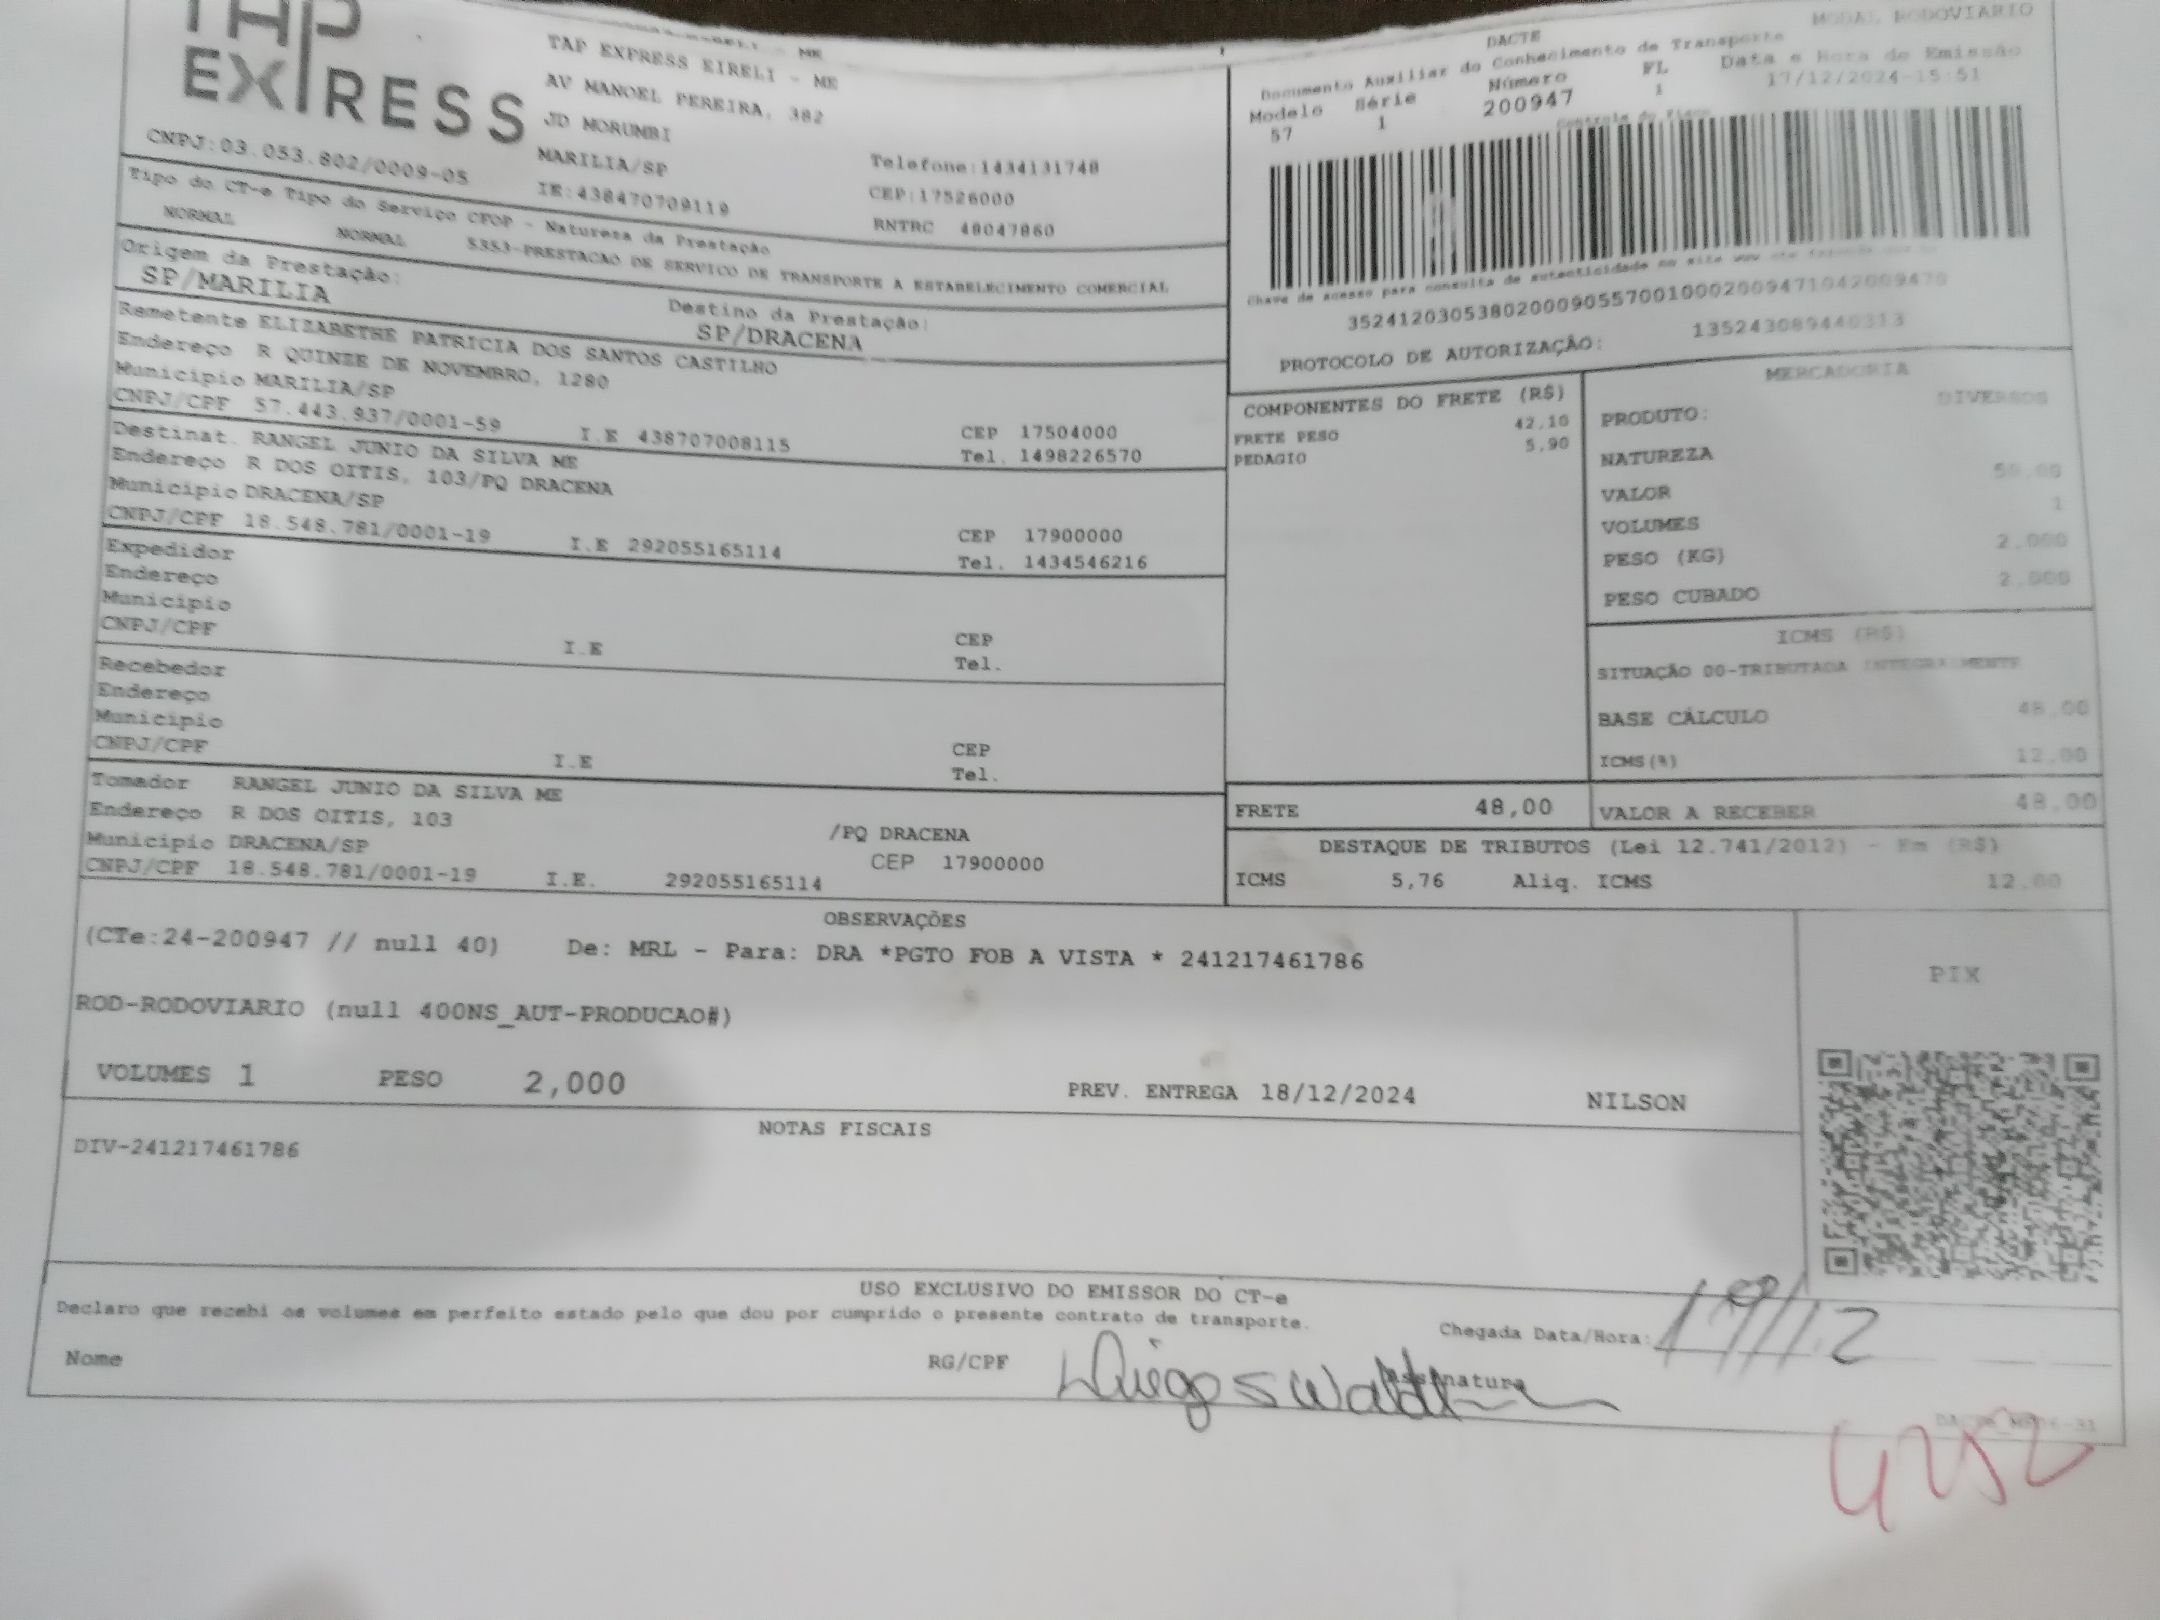 TAP
EXPRESS
TAP EXPRESS EIRELI - ME
AV MANOEL PEREIRA, 382
JD MORUMBI
MARILIA/SP
IE:438470709119
Telefone:1434131748
CEP:17526000
RNTRC 48047860
CNPJ:03.053.802/0009-05
Tipo do CT-e Tipo do Serviço CFOP - Natureza da Prestação
NORMAL NORMAL 5353-PRESTACAO DE SERVICO DE TRANSPORTE A ESTABELECIMENTO COMERCIAL
Origem da Prestação: Destino da Prestação:
SP/MARILIA SP/DRACENA
Remetente ELIZABETHE PATRICIA DOS SANTOS CASTILHO
Endereço R QUINZE DE NOVEMBRO, 1280
Municipio MARILIA/SP CEP 17504000
CNPJ/CPF 57.443.937/0001-59 I.E 438707008115 Tel. 1498226570
Destinat. RANGEL JUNIO DA SILVA ME
Endereço R DOS OITIS, 103/PQ DRACENA
Municipio DRACENA/SP CEP 17900000
CNPJ/CPF 18.548.781/0001-19 I.E 292055165114 Tel. 1434546216
Expedidor
Endereço
Municipio CEP
CNPJ/CPF I.E Tel.
Recebedor
Endereço
Municipio CEP
CNPJ/CPF I.E Tel.
Tomador RANGEL JUNIO DA SILVA ME
Endereço R DOS OITIS, 103 /PQ DRACENA
Municipio DRACENA/SP CEP 17900000
CNPJ/CPF 18.548.781/0001-19 I.E. 292055165114
DACTE MODAL RODOVIARIO
Documento Auxiliar do Conhecimento de Transporte
Modelo Série Número FL Data e Hora de Emissão
57 1 200947 1 17/12/2024-15:51
Controle do Fisco
Chave de acesso para consulta de autenticidade no site
PROTOCOLO DE AUTORIZAÇÃO:
COMPONENTES DO FRETE (R$)
FRETE PESO 42,10
PEDAGIO 5,90
FRETE 48,00
MERCADORIA
PRODUTO: DIVERSOS
NATUREZA
VALOR 50.00
VOLUMES 1
PESO (KG) 2.000
PESO CUBADO 2.000
ICMS (R$)
SITUAÇÃO 00-TRIBUTADA INTEGRALMENTE
BASE CÁLCULO 48,00
ICMS(%) 12,00
VALOR A RECEBER 48,00
DESTAQUE DE TRIBUTOS (Lei 12.741/2012) - Em (R$)
ICMS 5,76 Aliq. ICMS 12.00
OBSERVAÇÕES
(CTe:24-200947 // null 40) De: MRL - Para: DRA *PGTO FOB A VISTA * 241217461786
ROD-RODOVIARIO (null 400NS_AUT-PRODUCAO#)
VOLUMES 1 PESO 2,000 PREV. ENTREGA 18/12/2024 NILSON
PIX
NOTAS FISCAIS
DIV-241217461786
USO EXCLUSIVO DO EMISSOR DO CT-e
Declaro que recebi os volumes em perfeito estado pelo que dou por cumprido o presente contrato de transporte.
Chegada Data/Hora:
Nome RG/CPF Assinatura